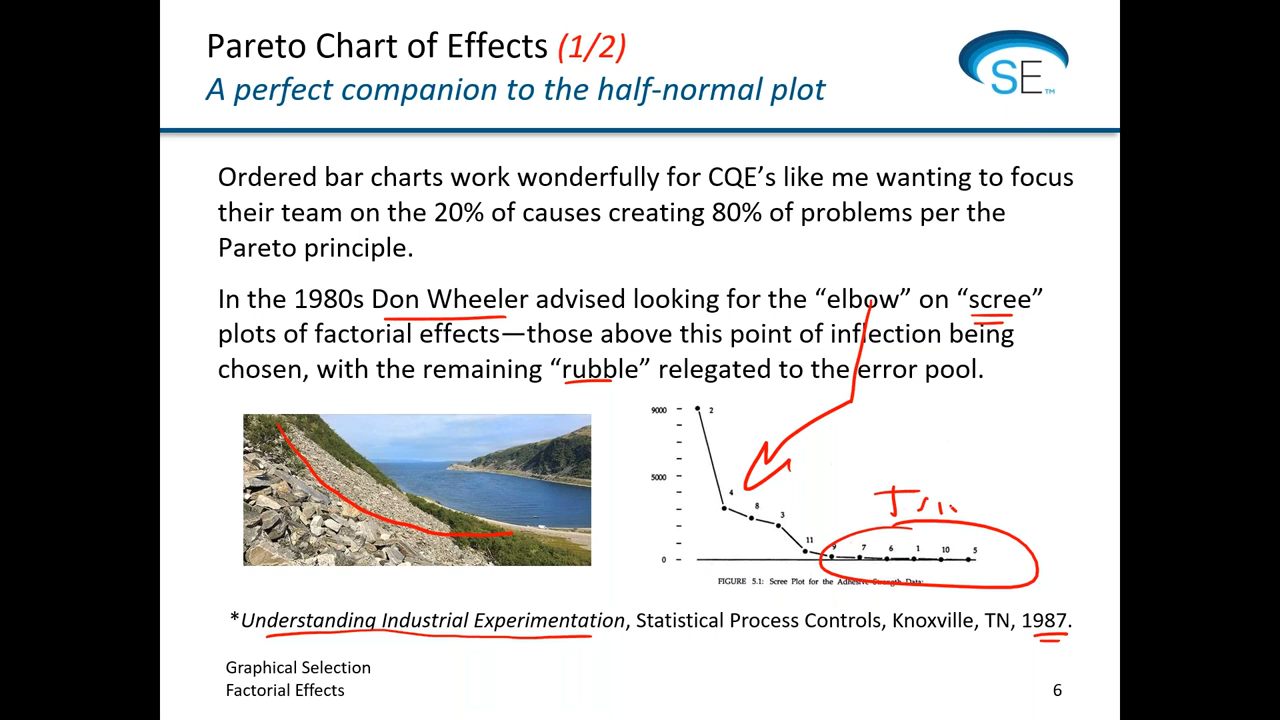 Pareto Chart of Effects (1/2)
A perfect companion to the half-normal plot
SE™
Ordered bar charts work wonderfully for CQE’s like me wanting to focus
their team on the 20% of causes creating 80% of problems per the
Pareto principle.
In the 1980s Don Wheeler advised looking for the “elbow” on “scree”
plots of factorial effects—those above this point of inflection being
chosen, with the remaining “rubble” relegated to the error pool.
9000
2
5000
4
8
3
11
9
7
6
1
10
5
0
FIGURE 5.1: Scree Plot for the Adhesive Strength Data:
*Understanding Industrial Experimentation, Statistical Process Controls, Knoxville, TN, 1987.
Graphical Selection
Factorial Effects
6